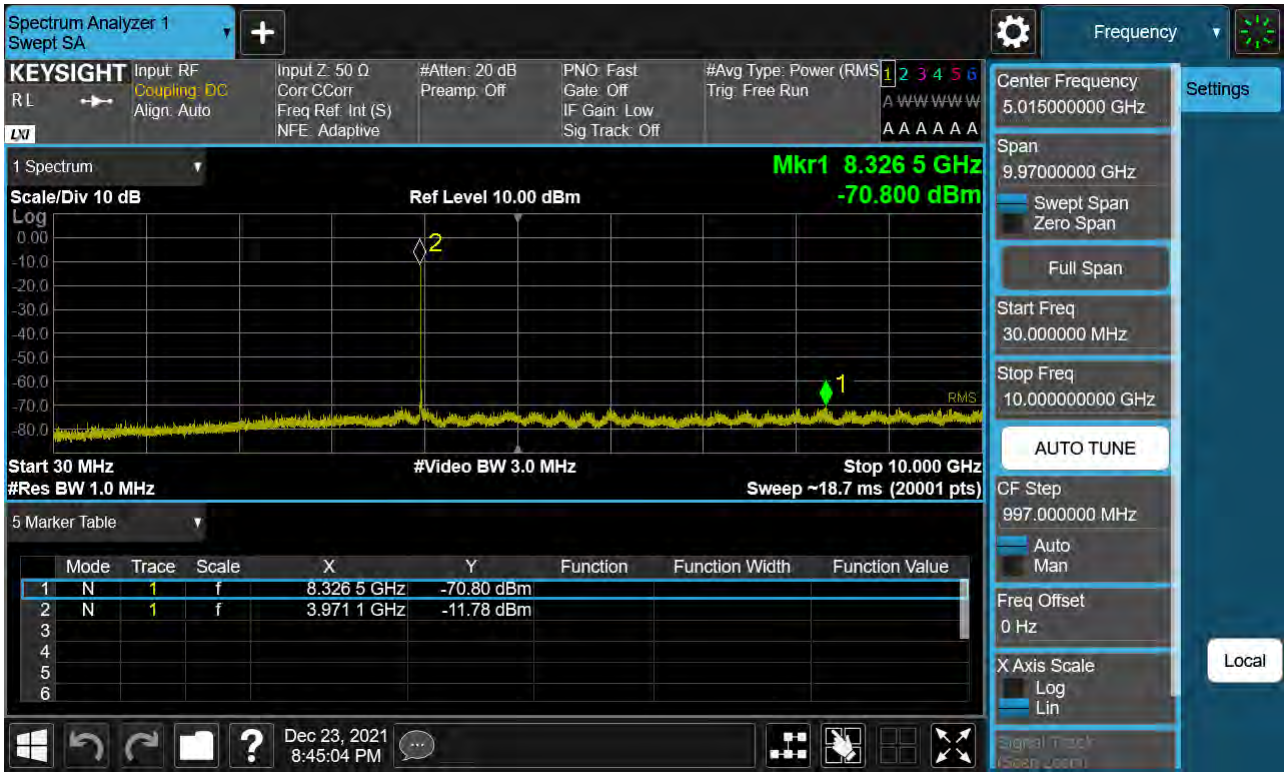 Spectrum Analyzer 1
Swept SA
Frequency
KEYSIGHT
RL
LXI
Input: RF
Coupling: DC
Align: Auto
Input Z: 50 Ω
Corr CCorr
Freq Ref: Int (S)
NFE: Adaptive
#Atten: 20 dB
Preamp: Off
PNO: Fast
Gate: Off
IF Gain: Low
Sig Track: Off
#Avg Type: Power (RMS
Trig: Free Run
1 2 3 4 5 6
A W W W W W
A A A A A A
1 Spectrum
Mkr1 8.326 5 GHz
Scale/Div 10 dB
Ref Level 10.00 dBm
-70.800 dBm
Log
0.00
-10.0
-20.0
-30.0
-40.0
-50.0
-60.0
-70.0
-80.0
2
1
RMS
Start 30 MHz
#Video BW 3.0 MHz
Stop 10.000 GHz
#Res BW 1.0 MHz
Sweep ~18.7 ms (20001 pts)
5 Marker Table
Mode Trace Scale X Y Function Function Width Function Value
1 N 1 f 8.326 5 GHz -70.80 dBm
2 N 1 f 3.971 1 GHz -11.78 dBm
3
4
5
6
Dec 23, 2021
8:45:04 PM
Center Frequency
5.015000000 GHz
Settings
Span
9.97000000 GHz
Swept Span
Zero Span
Full Span
Start Freq
30.000000 MHz
Stop Freq
10.000000000 GHz
AUTO TUNE
CF Step
997.000000 MHz
Auto
Man
Freq Offset
0 Hz
X Axis Scale
Log
Lin
Local
Signal Track
(Span Zoom)